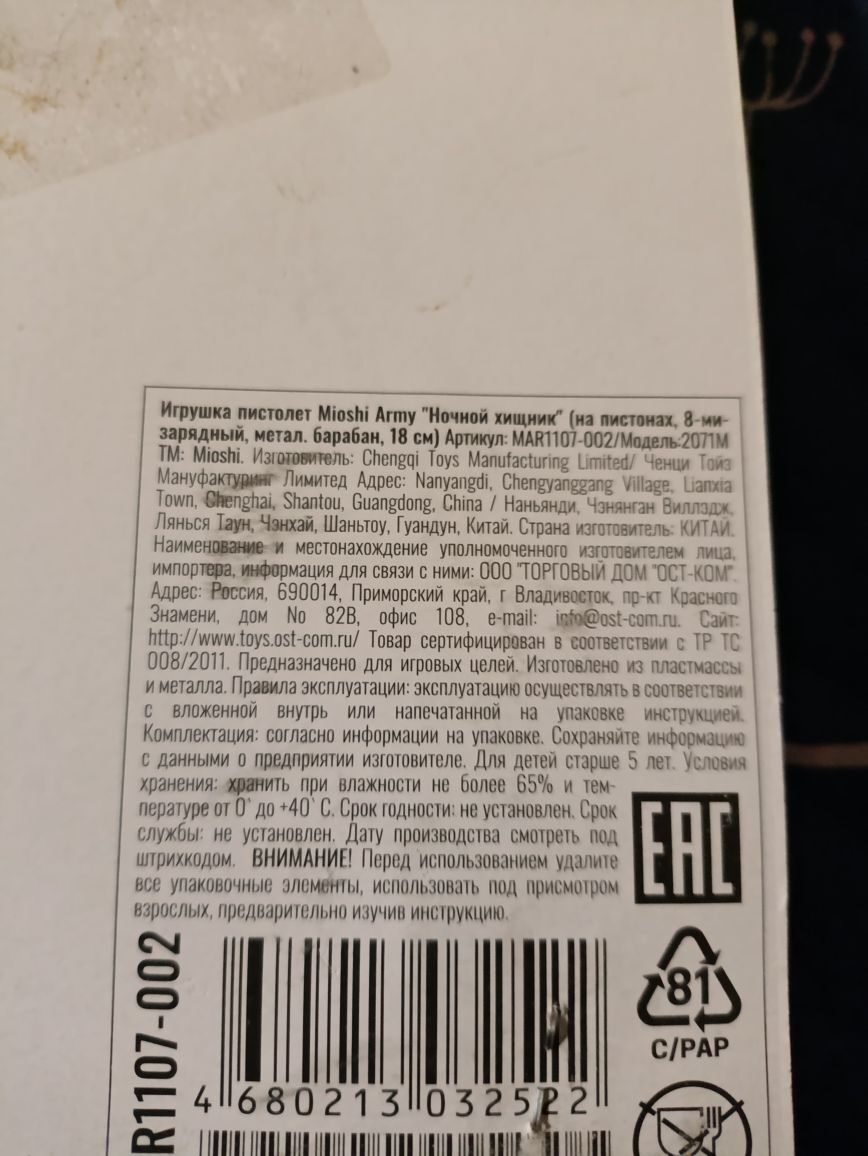 Игрушка пистолет Mioshi Army "Ночной хищник" (на пистонах, 8-ми-
зарядный, метал. барабан, 18 см) Артикул: MAR1107-002/Модель:2071M
ТМ: Mioshi. Изготовитель: Chengqi Toys Manufacturing Limited/ Ченци Тойз
Мануфактуринг Лимитед Адрес: Nanyangdi, Chengyanggang Village, Lianxia
Town, Chenghai, Shantou, Guangdong, China / Наньянди, Чэнянган Виллэдж,
Лянься Таун, Чэнхай, Шаньтоу, Гуандун, Китай. Страна изготовитель: КИТАЙ.
Наименование и местонахождение уполномоченного изготовителем лица,
импортера, информация для связи с ними: ООО "ТОРГОВЫЙ ДОМ "ОСТ-КОМ".
Адрес: Россия, 690014, Приморский край, г Владивосток, пр-кт Красного
Знамени, дом No 82В, офис 108, e-mail: info@ost-com.ru. Сайт:
http://www.toys.ost-com.ru/ Товар сертифицирован в соответствии с ТР ТС
008/2011. Предназначено для игровых целей. Изготовлено из пластмассы
и металла. Правила эксплуатации: эксплуатацию осуществлять в соответствии
с вложенной внутрь или напечатанной на упаковке инструкцией.
Комплектация: согласно информации на упаковке. Сохраняйте информацию
с данными о предприятии изготовителе. Для детей старше 5 лет. Условия
хранения: хранить при влажности не более 65% и тем-
пературе от 0° до +40° С. Срок годности: не установлен. Срок
службы: не установлен. Дату производства смотреть под
штрихкодом. ВНИМАНИЕ! Перед использованием удалите
все упаковочные элементы, использовать под присмотром
взрослых, предварительно изучив инструкцию.
EAC
81
C/PAP
R1107-002
4 680213 032522